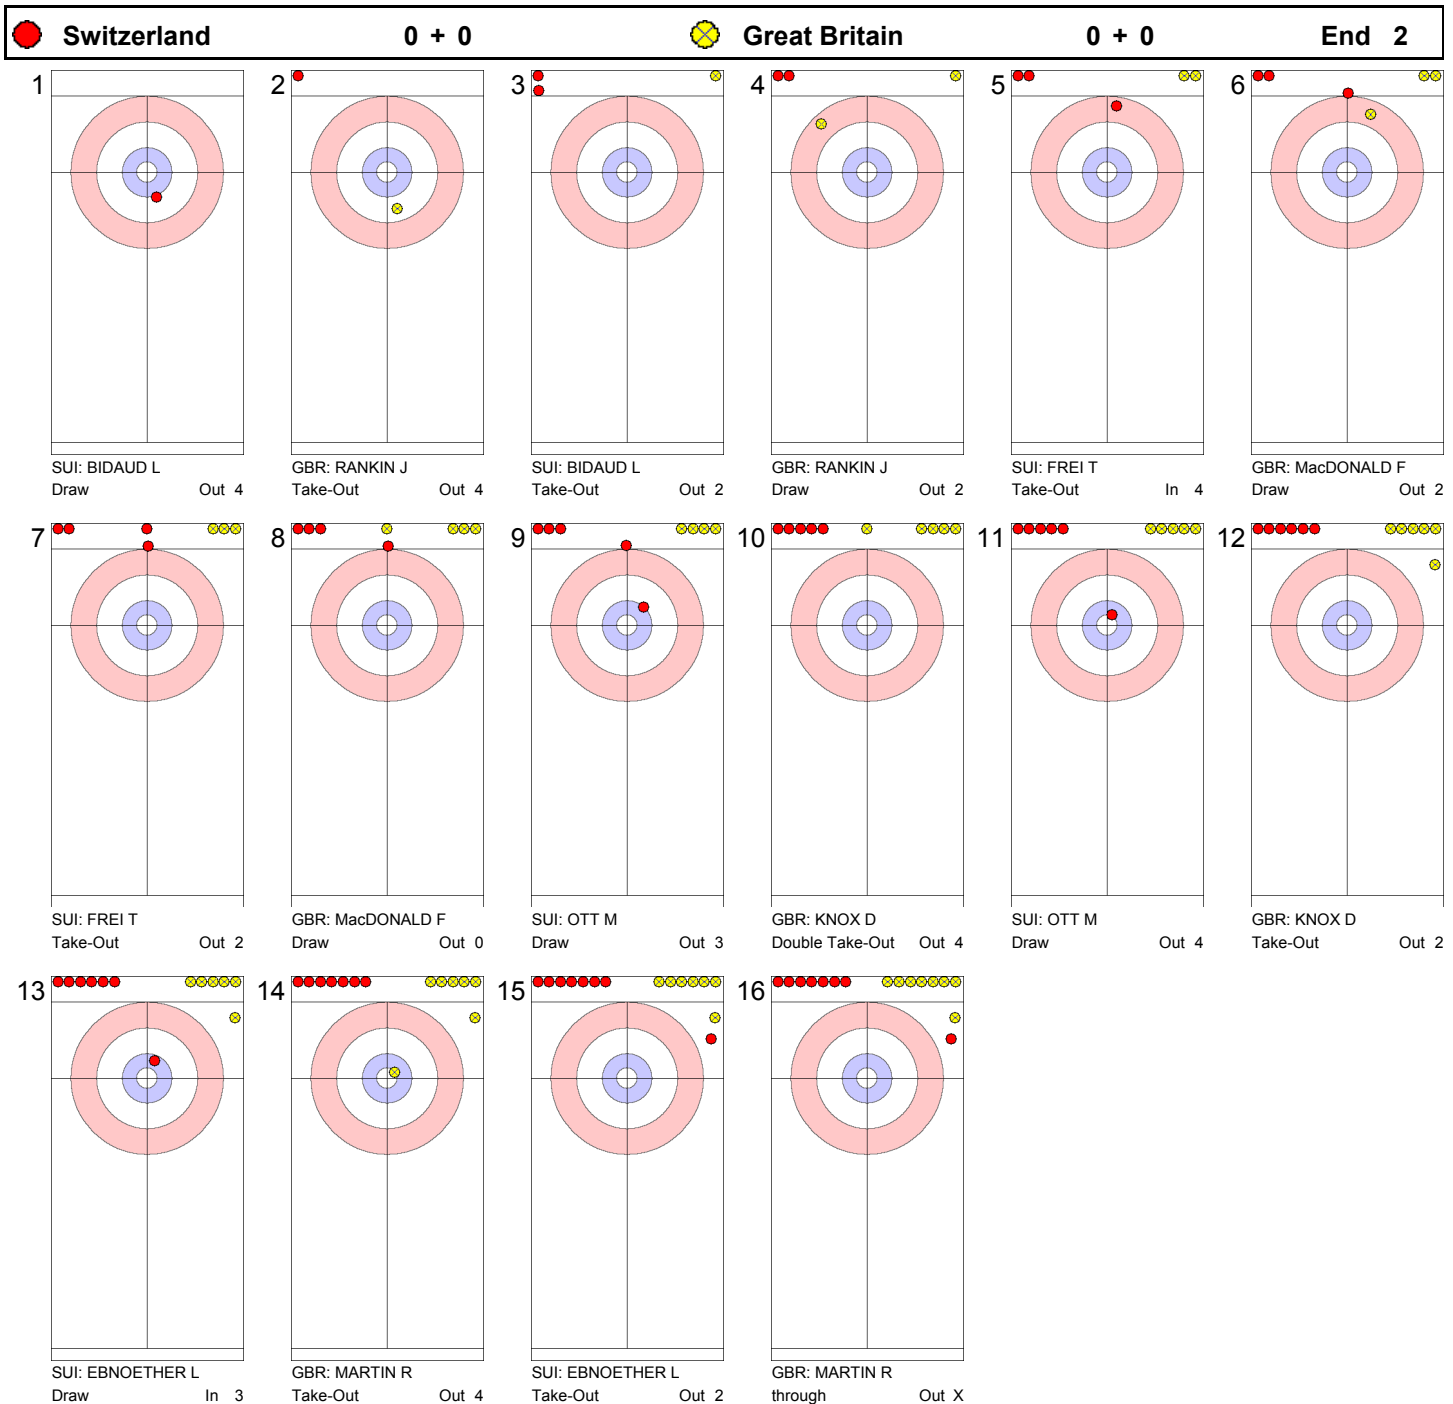 Switzerland 0 + 0 Great Britain 0 + 0 End 2
1 2 3 4 5 6
SUI: BIDAUD L GBR: RANKIN J SUI: BIDAUD L GBR: RANKIN J SUI: FREI T GBR: MacDONALD F
Draw Out 4 Take-Out Out 4 Take-Out Out 2 Draw Out 2 Take-Out In 4 Draw Out 2
7 8 9 10 11 12
SUI: FREI T GBR: MacDONALD F SUI: OTT M GBR: KNOX D SUI: OTT M GBR: KNOX D
Take-Out Out 2 Draw Out 0 Draw Out 3 Double Take-Out Out 4 Draw Out 4 Take-Out Out 2
13 14 15 16
SUI: EBNOETHER L GBR: MARTIN R SUI: EBNOETHER L GBR: MARTIN R
Draw In 3 Take-Out Out 4 Take-Out Out 2 through Out X